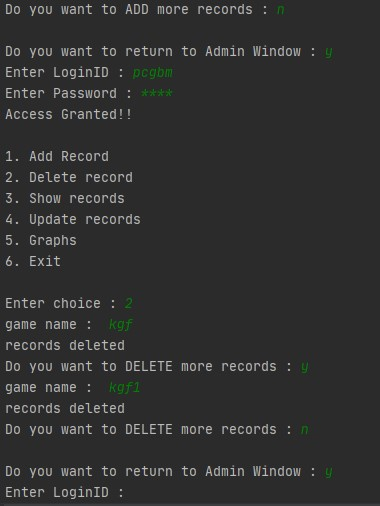 Do you want to ADD more records : n
Do you want to return to Admin Window : y
Enter LoginID : pcgbm
Enter Password : ****
Access Granted!!
1. Add Record
2. Delete record
3. Show records
4. Update records
5. Graphs
6. Exit
Enter choice : 2
game name :  kgf
records deleted
Do you want to DELETE more records : y
game name :  kgf1
records deleted
Do you want to DELETE more records : n
Do you want to return to Admin Window : y
Enter LoginID :